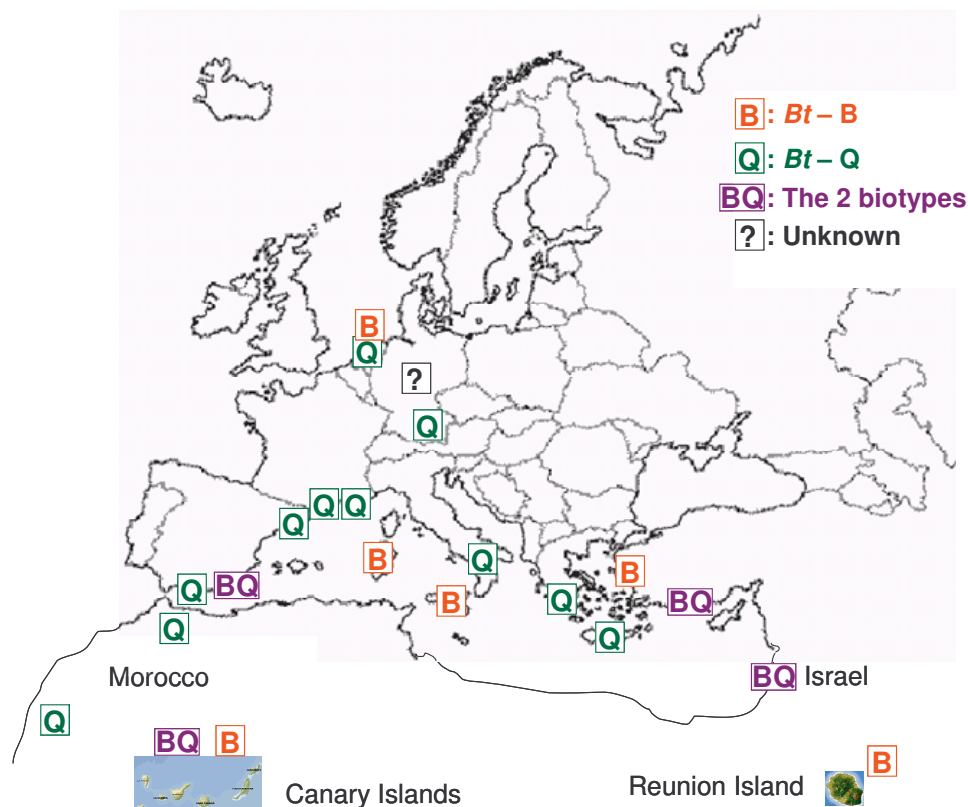 B : Bt – B
Q : Bt – Q
BQ : The 2 biotypes
? : Unknown
B
Q
?
Q
Q Q
Q
B
Q
B
Q BQ
B
Q
BQ
Q
Q
Morocco
BQ Israel
Q
BQ B
B
Canary Islands
Reunion Island